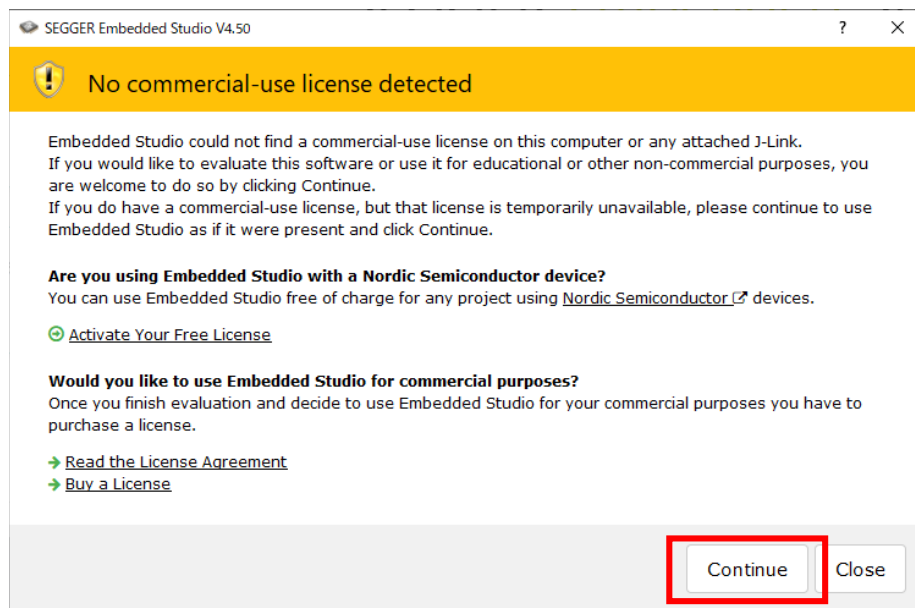 SEGGER Embedded Studio V4.50
?
No commercial-use license detected
Embedded Studio could not find a commercial-use license on this computer or any attached J-Link.
If you would like to evaluate this software or use it for educational or other non-commercial purposes, you
are welcome to do so by clicking Continue.
If you do have a commercial-use license, but that license is temporarily unavailable, please continue to use
Embedded Studio as if it were present and click Continue.
Are you using Embedded Studio with a Nordic Semiconductor device?
You can use Embedded Studio free of charge for any project using Nordic Semiconductor devices.
Activate Your Free License
Would you like to use Embedded Studio for commercial purposes?
Once you finish evaluation and decide to use Embedded Studio for your commercial purposes you have to
purchase a license.
Read the License Agreement
Buy a License
Continue Close